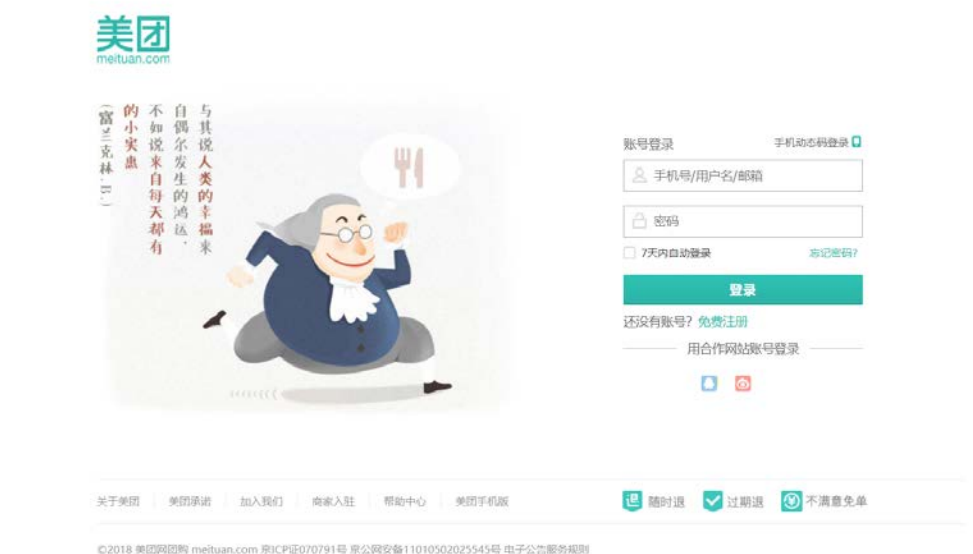 美团
meituan.com
与其说人类的幸福来
自偶尔发生的鸿运，
不如说来自每天都有
的小实惠
(富兰克林.B.)
账号登录
手机动态码登录
手机号/用户名/邮箱
密码
7天内自动登录
忘记密码?
登录
还没有账号? 免费注册
用合作网站账号登录
关于美团 美团承诺 加入我们 商家入驻 帮助中心 美团手机版
退 随时退 过期退 ¥ 不满意免单
©2018 美团网团购 meituan.com 京ICP证070791号 京公网安备11010502025545号 电子公告服务规则